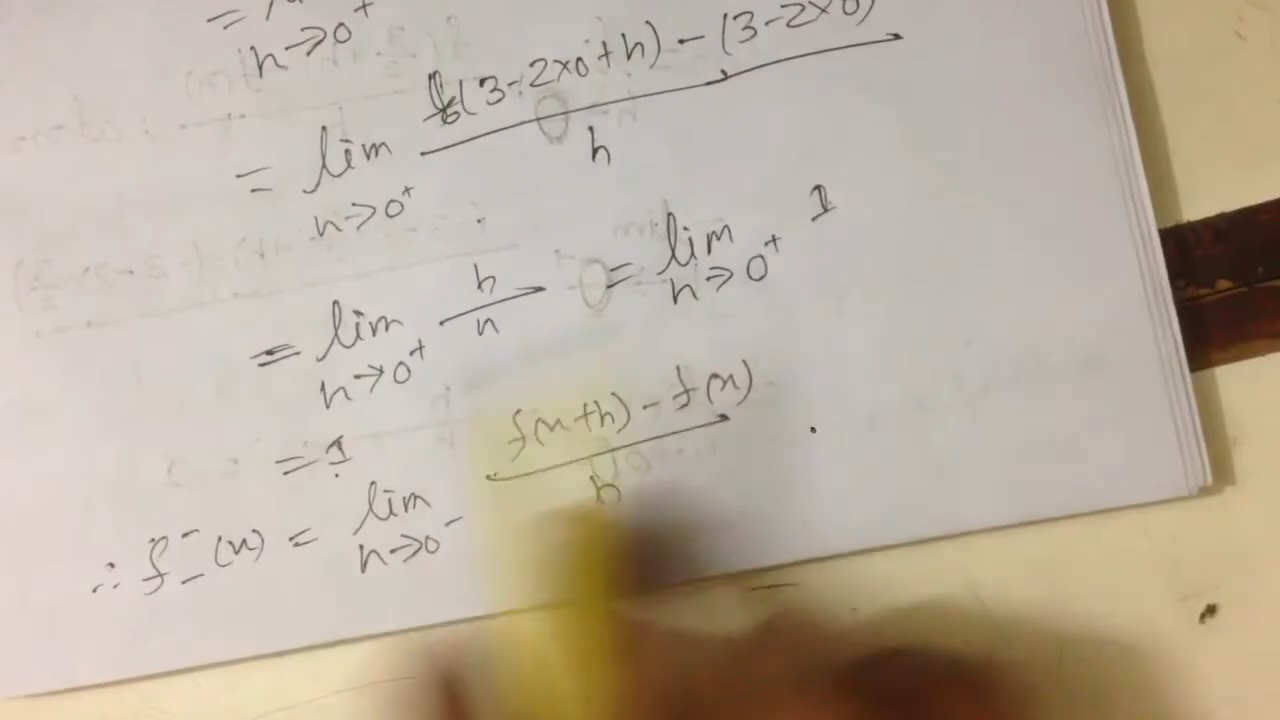 h→0⁺
= lim h→0⁺ (3-2×0+h) - (3-2×0) / h
= lim h→0⁺ h/h = lim h→0⁺ 1
= 1
∴ f₋⁻(x) = lim h→0⁻ f(x+h) - f(x) / h